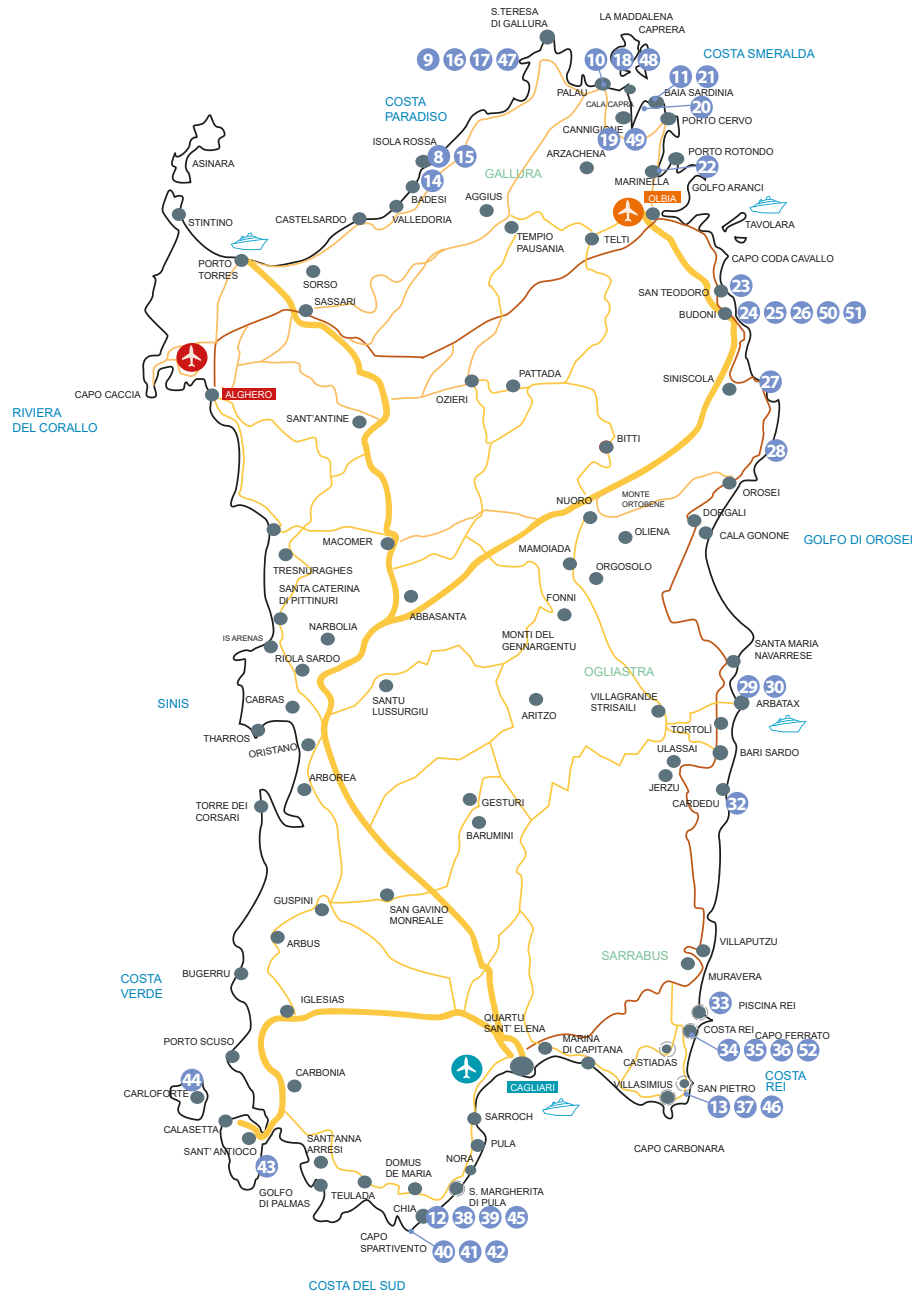 S.TERESA
DI GALLURA
LA MADDALENA
CAPRERA
COSTA SMERALDA
9 16 17 47
10 18 48
11 21
PALAU
BAIA SARDINIA
CALA CAPRA
20
COSTA
PARADISO
PORTO CERVO
CANNIGIONE
19 49
ISOLA ROSSA
8 15
ARZACHENA
PORTO ROTONDO
22
ASINARA
GALLURA
MARINELLA
14
BADESI
GOLFO ARANCI
AGGIUS
OLBIA
STINTINO
CASTELSARDO
VALLEDORIA
TAVOLARA
TEMPIO
PAUSANIA
TELTI
PORTO
TORRES
CAPO CODA CAVALLO
SORSO
SASSARI
SAN TEODORO
23
BUDONI
24 25 26 50 51
PATTADA
SINISCOLA
27
CAPO CACCIA
ALGHERO
OZIERI
RIVIERA
DEL CORALLO
SANT'ANTINE
BITTI
28
OROSEI
NUORO
MONTE
ORTOBENE
DORGALI
OLIENA
CALA GONONE
GOLFO DI OROSEI
MACOMER
MAMOIADA
TRESNURAGHES
ORGOSOLO
SANTA CATERINA
DI PITTINURI
FONNI
ABBASANTA
NARBOLIA
IS ARENAS
MONTI DEL
GENNARGENTU
SANTA MARIA
NAVARRESE
RIOLA SARDO
OGLIASTRA
29 30
SINIS
CABRAS
SANTU
LUSSURGIU
ARITZO
VILLAGRANDE
STRISAILI
ARBATAX
THARROS
TORTOLÌ
ORISTANO
ULASSAI
BARI SARDO
ARBOREA
JERZU
TORRE DEI
CORSARI
GESTURI
CARDEDU
32
BARUMINI
GUSPINI
SAN GAVINO
MONREALE
ARBUS
VILLAPUTZU
SARRABUS
BUGERRU
MURAVERA
COSTA
VERDE
IGLESIAS
33
PISCINA REI
QUARTU
SANT' ELENA
COSTA REI
CAPO FERRATO
PORTO SCUSO
MARINA
DI CAPITANA
34 35 36 52
CASTIADAS
COSTA
REI
44
CARLOFORTE
CARBONIA
CAGLIARI
VILLASIMIUS
SAN PIETRO
13 37 46
CALASETTA
SARROCH
SANT' ANTIOCO
SANT'ANNA
ARRESI
PULA
CAPO CARBONARA
43
DOMUS
DE MARIA
NORA
GOLFO
DI PALMAS
TEULADA
S. MARGHERITA
DI PULA
CHIA
12 38 39 45
CAPO
SPARTIVENTO
40 41 42
COSTA DEL SUD